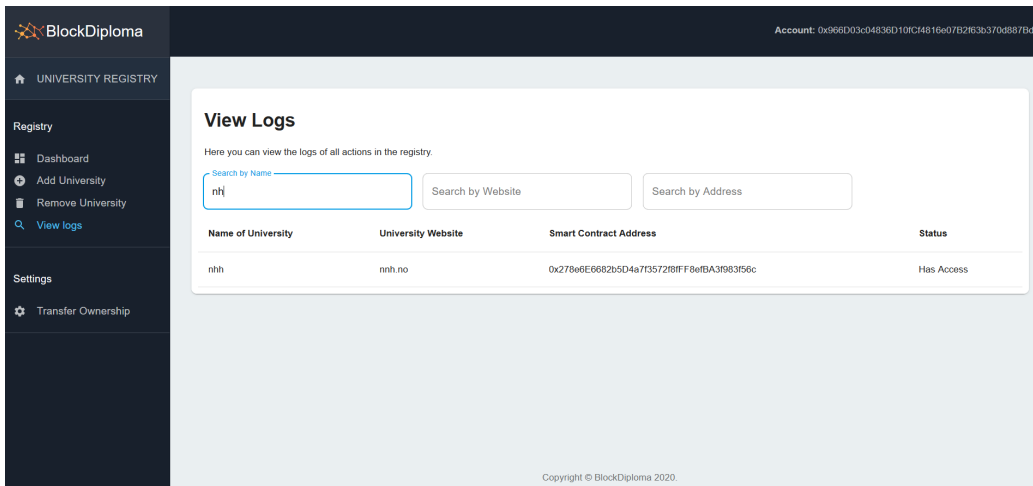 BlockDiploma
Account: 0x966D03c04836D10fCf4816e07B2f63b370d887Bd
UNIVERSITY REGISTRY
Registry
Dashboard
Add University
Remove University
View logs
Settings
Transfer Ownership
View Logs
Here you can view the logs of all actions in the registry.
Search by Name
nh
Search by Website
Search by Address
Name of University University Website Smart Contract Address Status
nhh nnh.no 0x278e6E6682b5D4a7f3572f8fFF8efBA3f983f56c Has Access
Copyright © BlockDiploma 2020.